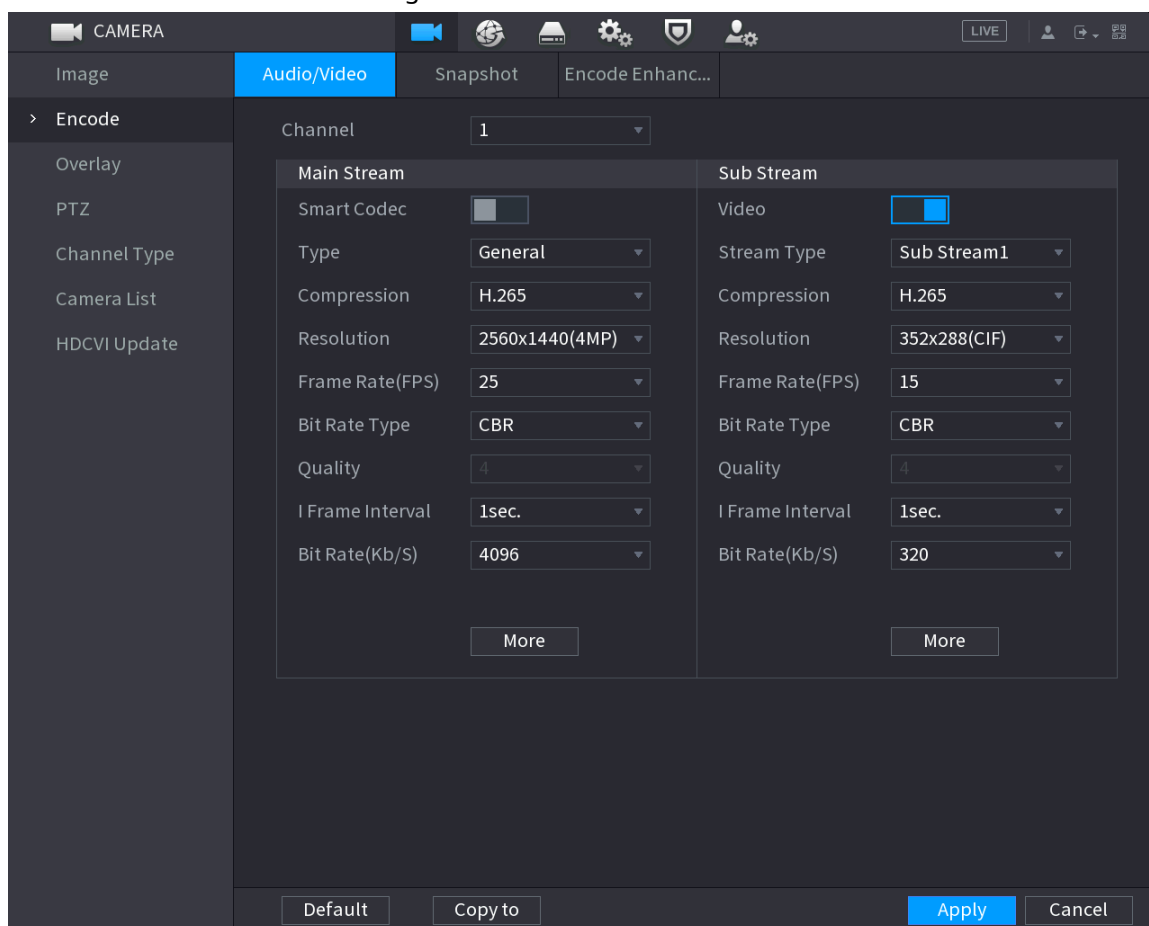 CAMERA
LIVE
Image
Encode
Overlay
PTZ
Channel Type
Camera List
HDCVI Update
Audio/Video
Snapshot
Encode Enhanc...
Channel
1
Main Stream
Smart Codec
Type
General
Compression
H.265
Resolution
2560x1440(4MP)
Frame Rate(FPS)
25
Bit Rate Type
CBR
Quality
4
I Frame Interval
1sec.
Bit Rate(Kb/S)
4096
More
Sub Stream
Video
Stream Type
Sub Stream1
Compression
H.265
Resolution
352x288(CIF)
Frame Rate(FPS)
15
Bit Rate Type
CBR
Quality
4
I Frame Interval
1sec.
Bit Rate(Kb/S)
320
More
Default
Copy to
Apply
Cancel